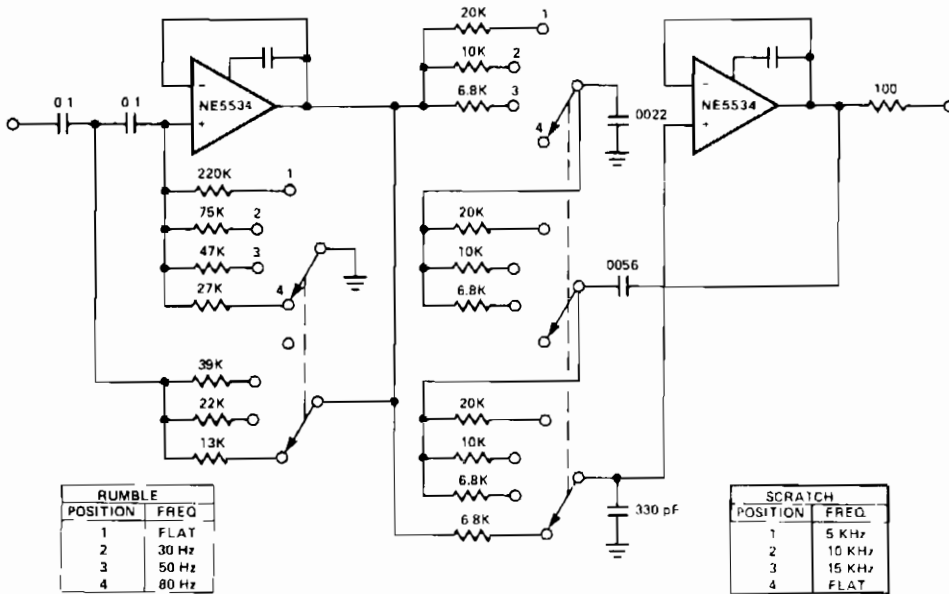 20K
1
10K
2
6.8K
3
4
0022
NE5534
−
+
0 1
0 1
NE5534
−
+
100
220K
1
75K
2
47K
3
27K
4
20K
10K
6.8K
0056
39K
22K
13K
20K
10K
6.8K
6.8K
330 pF
RUMBLE
POSITION FREQ
1 FLAT
2 30 Hz
3 50 Hz
4 80 Hz
SCRATCH
POSITION FREQ.
1 5 KHz
2 10 KHz
3 15 KHz
4 FLAT